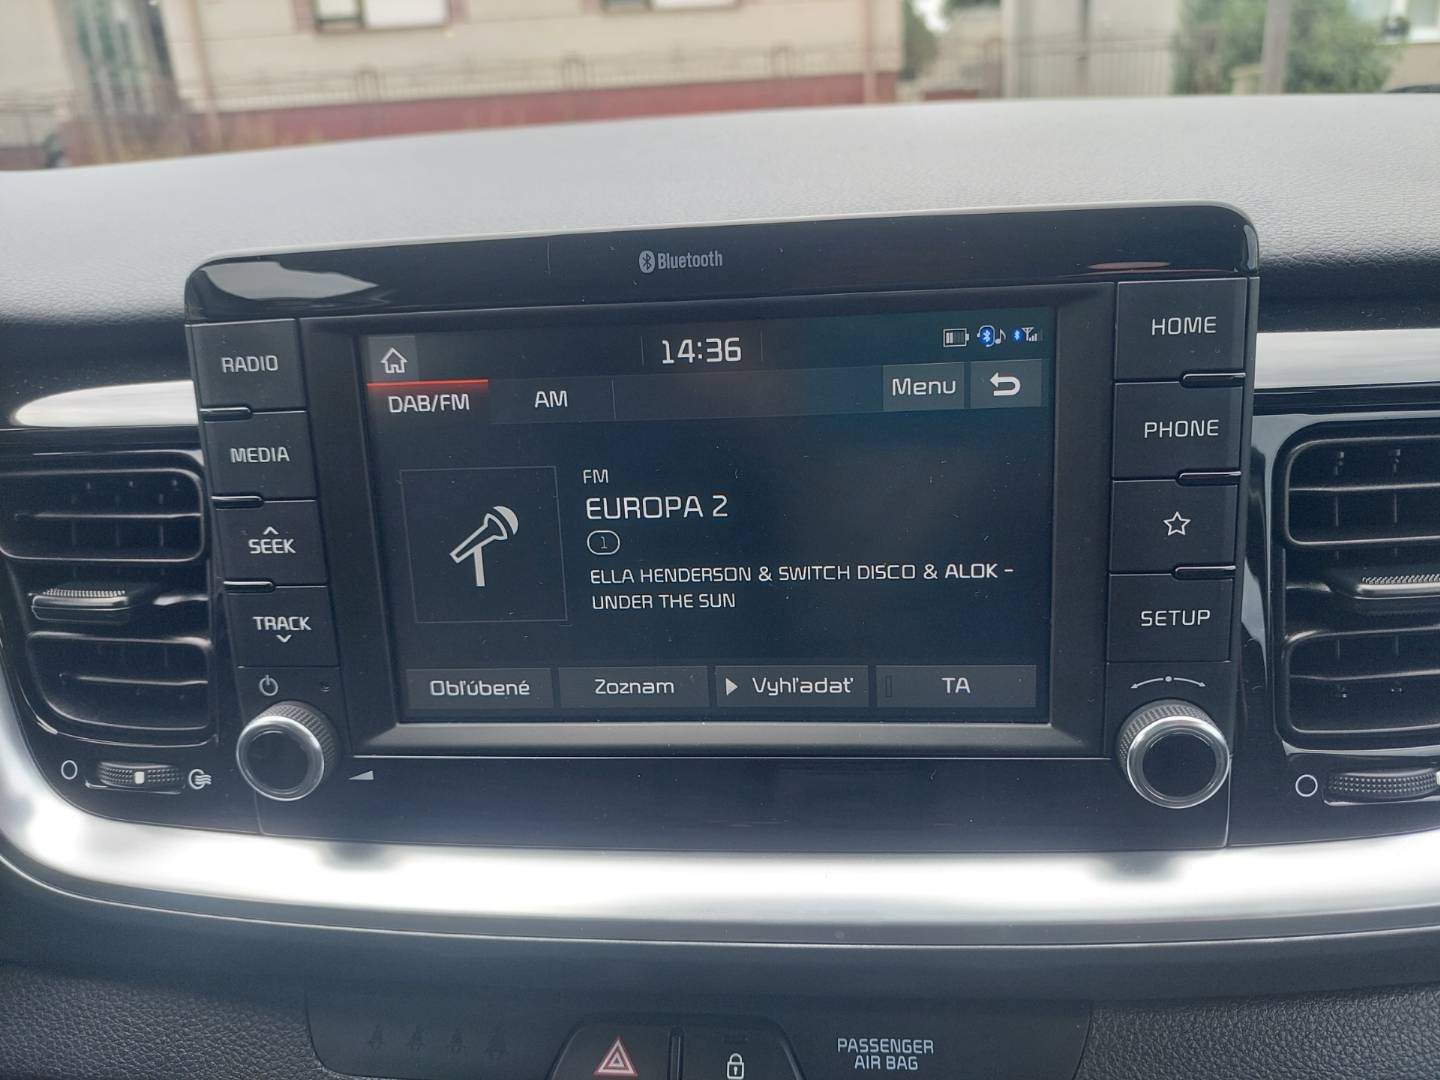 Bluetooth
RADIO
MEDIA
SEEK
TRACK
14:36
DAB/FM
AM
Menu
FM
EUROPA 2
1
ELLA HENDERSON & SWITCH DISCO & ALOK -
UNDER THE SUN
Obľúbené
Zoznam
Vyhľadať
TA
HOME
PHONE
SETUP
PASSENGER
AIR BAG